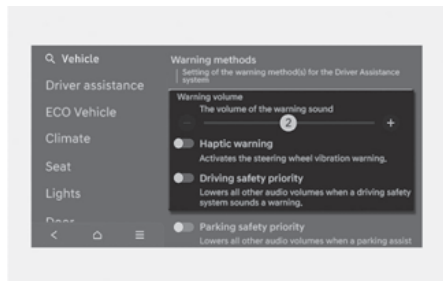 Vehicle
Driver assistance
ECO Vehicle
Climate
Seat
Lights
Door
Warning methods
Setting of the warning method(s) for the Driver Assistance
system
Warning volume
The volume of the warning sound
− 2 +
Haptic warning
Activates the steering wheel vibration warning.
Driving safety priority
Lowers all other audio volumes when a driving safety
system sounds a warning.
Parking safety priority
Lowers all other audio volumes when a parking assist